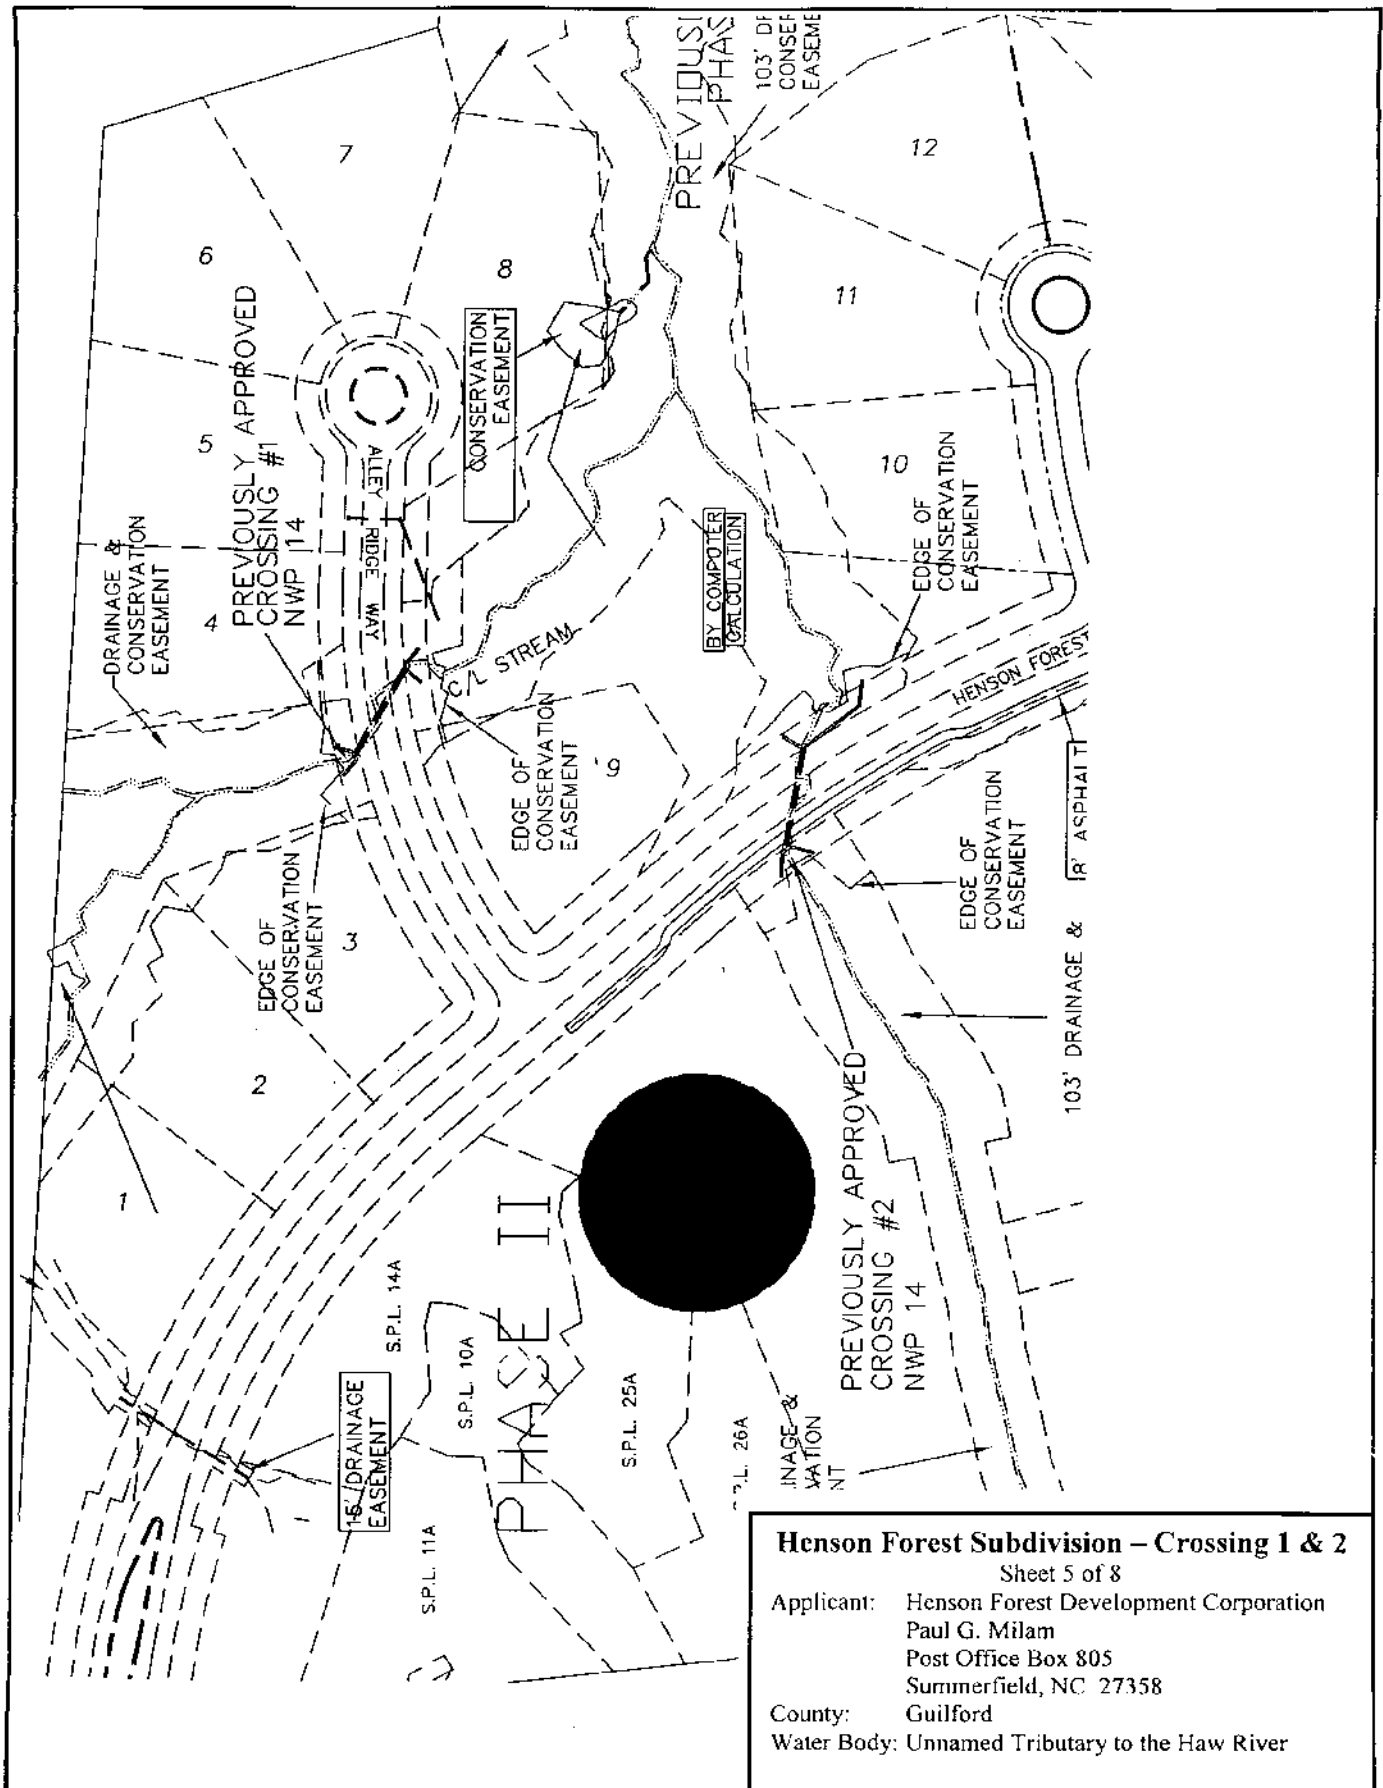 PREVIOUSL
PHAS
103' DR
CONSER
EASEME
12
7
6
8
11
PREVIOUSLY APPROVED
CROSSING #1
NWP 14
CONSERVATION
EASEMENT
5
ALLEY
RIDGE
WAY
10
EDGE OF
CONSERVATION
EASEMENT
DRAINAGE &
CONSERVATION
EASEMENT
4
BY COMPUTER
CALCULATION
C/L STREAM
HENSON FOREST
EDGE OF
CONSERVATION
EASEMENT
9
EDGE OF
CONSERVATION
EASEMENT
3
EDGE OF
CONSERVATION
EASEMENT
ASPHALT
103' DRAINAGE &
2
1
PREVIOUSLY APPROVED
CROSSING #2
NWP 14
PHASE II
S.P.L. 14A
S.P.L. 10A
S.P.L. 25A
P.L. 26A
INAGE &
VATION
NT
15' DRAINAGE
EASEMENT
S.P.L. 11A
Henson Forest Subdivision – Crossing 1 & 2
Sheet 5 of 8
Applicant: Henson Forest Development Corporation
Paul G. Milam
Post Office Box 805
Summerfield, NC 27358
County: Guilford
Water Body: Unnamed Tributary to the Haw River